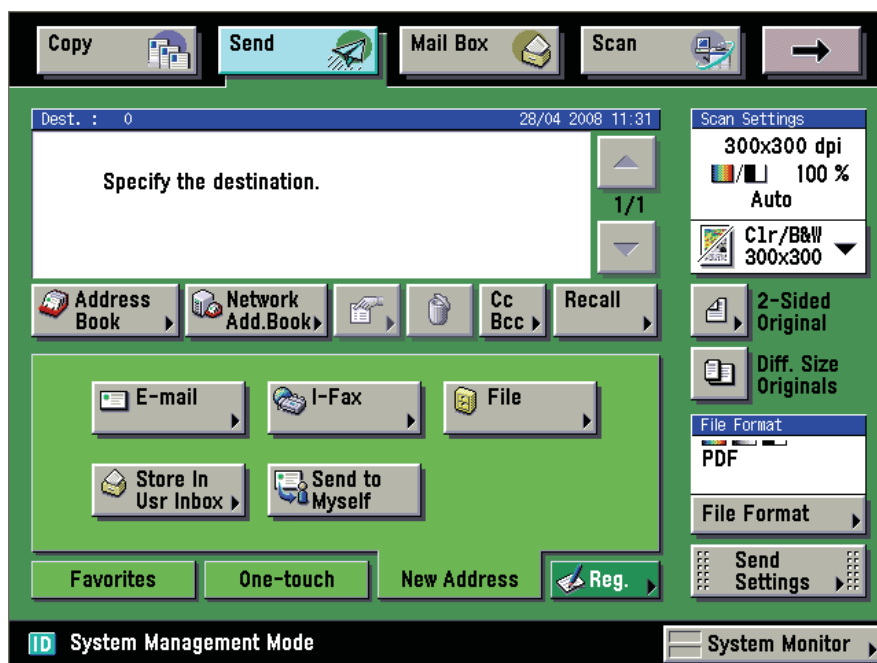 Copy
Send
Mail Box
Scan
Dest. : 0
28/04 2008 11:31
Specify the destination.
1/1
Address
Book
Network
Add.Book
Cc
Bcc
Recall
E-mail
I-Fax
File
Store In
Usr Inbox
Send to
Myself
Favorites
One-touch
New Address
Reg.
Scan Settings
300x300 dpi
/ 100 %
Auto
Clr/B&W
300x300
2-Sided
Original
Diff. Size
Originals
File Format
PDF
File Format
Send
Settings
ID System Management Mode
System Monitor